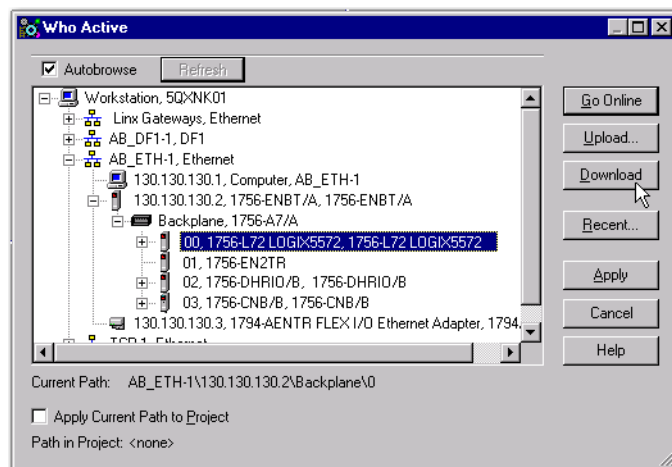 Who Active
Autobrowse
Refresh
Workstation, 5QXNK01
Linx Gateways, Ethernet
AB_DF1-1, DF1
AB_ETH-1, Ethernet
130.130.130.1, Computer, AB_ETH-1
130.130.130.2, 1756-ENBT/A, 1756-ENBT/A
Backplane, 1756-A7/A
00, 1756-L72 LOGIX5572, 1756-L72 LOGIX5572
01, 1756-EN2TR
02, 1756-DHRIO/B, 1756-DHRIO/B
03, 1756-CNB/B, 1756-CNB/B
130.130.130.3, 1794-AENTR FLEX I/O Ethernet Adapter, 1794
Go Online
Upload...
Download
Recent...
Apply
Cancel
Help
Current Path: AB_ETH-1\130.130.130.2\Backplane\0
Apply Current Path to Project
Path in Project: <none>